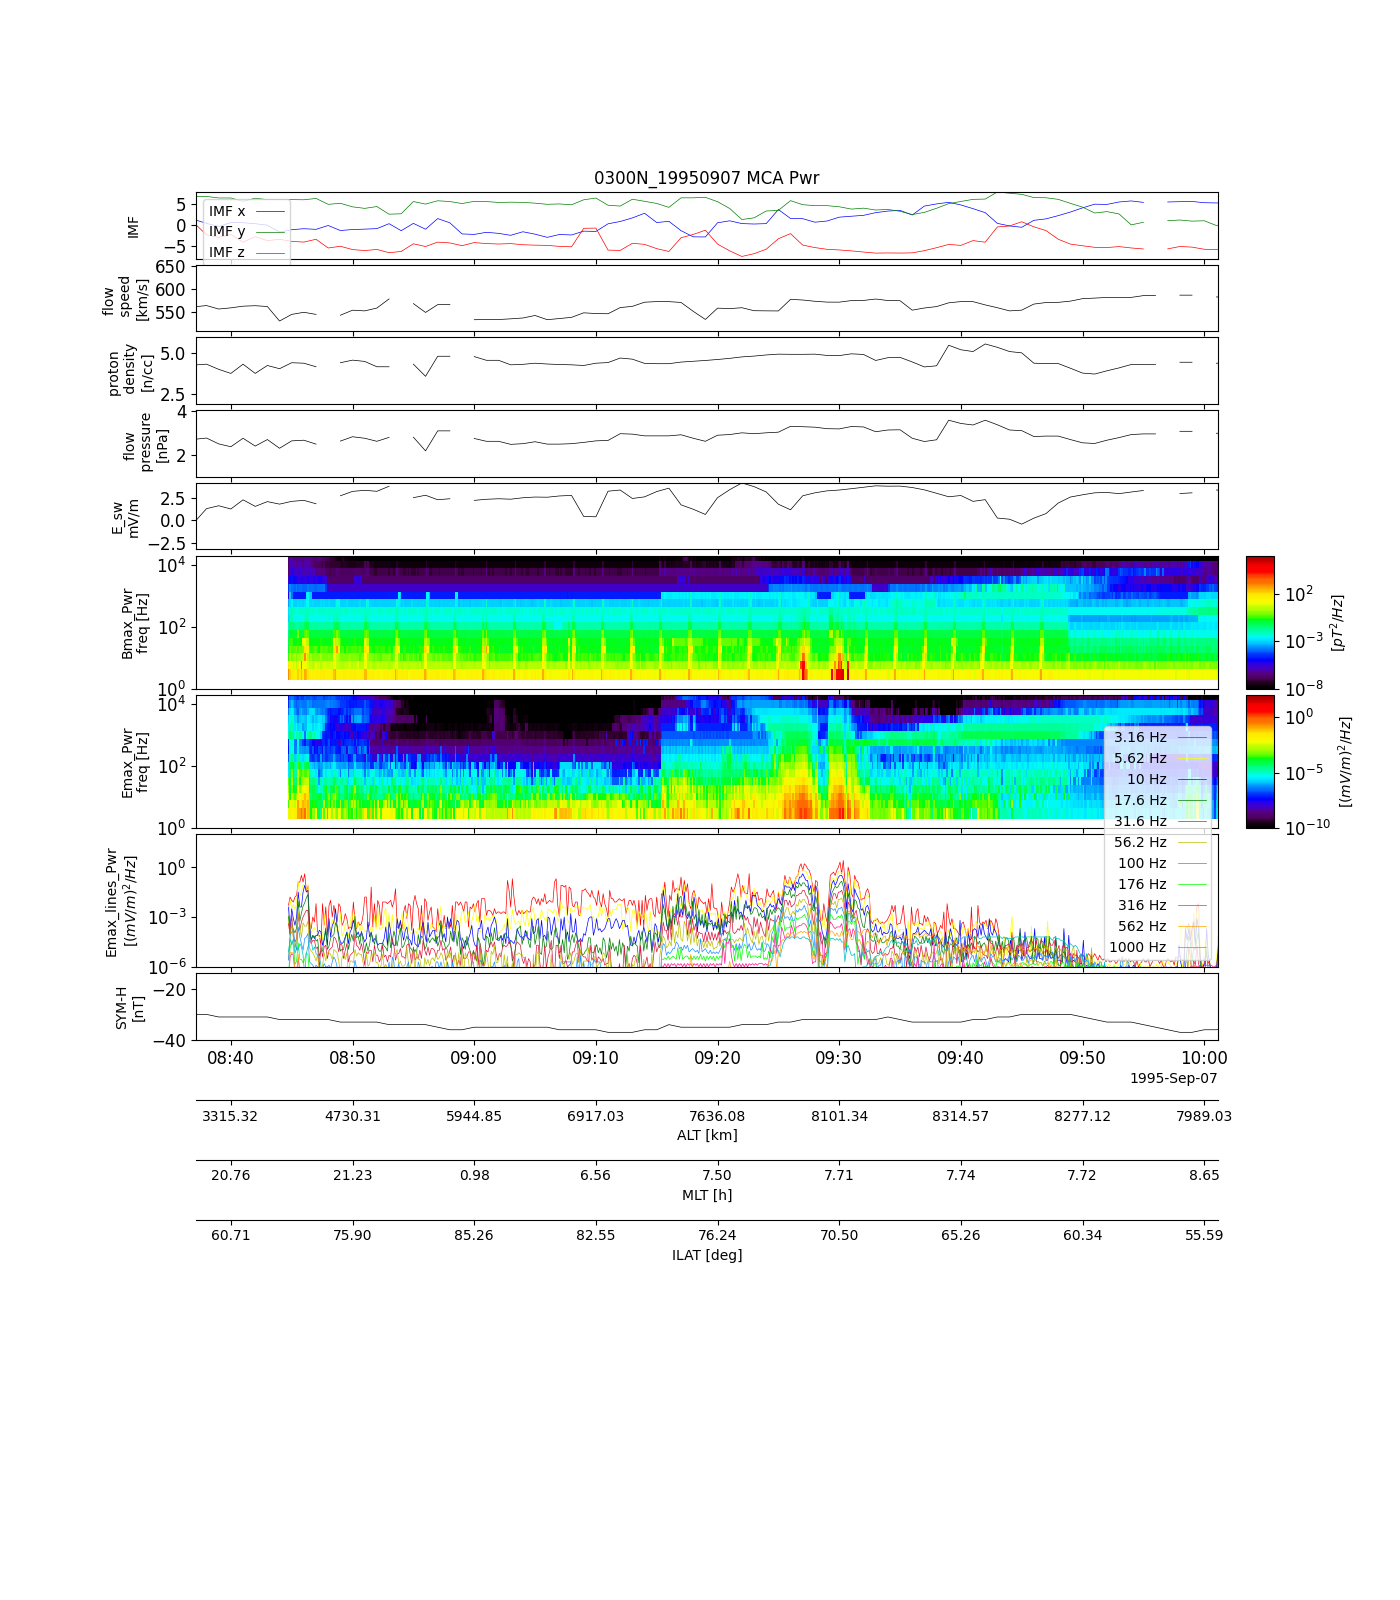 0300N_19950907 MCA Pwr
IMF
5
0
−5
IMF x
IMF y
IMF z
flow
speed
[km/s]
650
600
550
proton
density
[n/cc]
5.0
2.5
flow
pressure
[nPa]
4
2
E_sw
mV/m
2.5
0.0
−2.5
Bmax_Pwr
freq [Hz]
10^4
10^2
10^0
10^2
10^−3
10^−8
[pT^2/Hz]
Emax_Pwr
freq [Hz]
10^4
10^2
10^0
10^0
10^−5
10^−10
[(mV/m)^2/Hz]
3.16 Hz
5.62 Hz
10 Hz
17.6 Hz
31.6 Hz
56.2 Hz
100 Hz
176 Hz
316 Hz
562 Hz
1000 Hz
Emax_lines_Pwr
[(mV/m)^2/Hz]
10^0
10^−3
10^−6
SYM-H
[nT]
−20
−40
08:40 08:50 09:00 09:10 09:20 09:30 09:40 09:50 10:00
1995-Sep-07
3315.32 4730.31 5944.85 6917.03 7636.08 8101.34 8314.57 8277.12 7989.03
ALT [km]
20.76 21.23 0.98 6.56 7.50 7.71 7.74 7.72 8.65
MLT [h]
60.71 75.90 85.26 82.55 76.24 70.50 65.26 60.34 55.59
ILAT [deg]